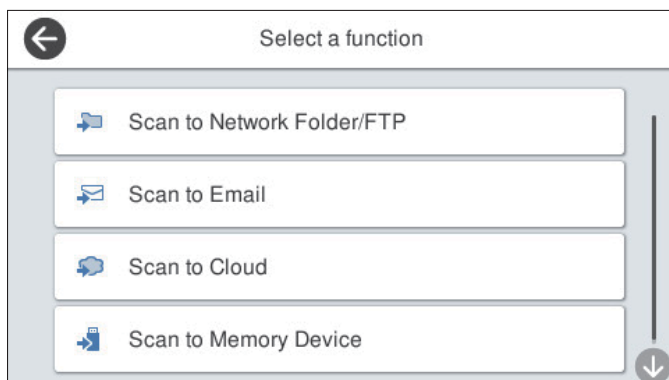 Select a function
Scan to Network Folder/FTP
Scan to Email
Scan to Cloud
Scan to Memory Device